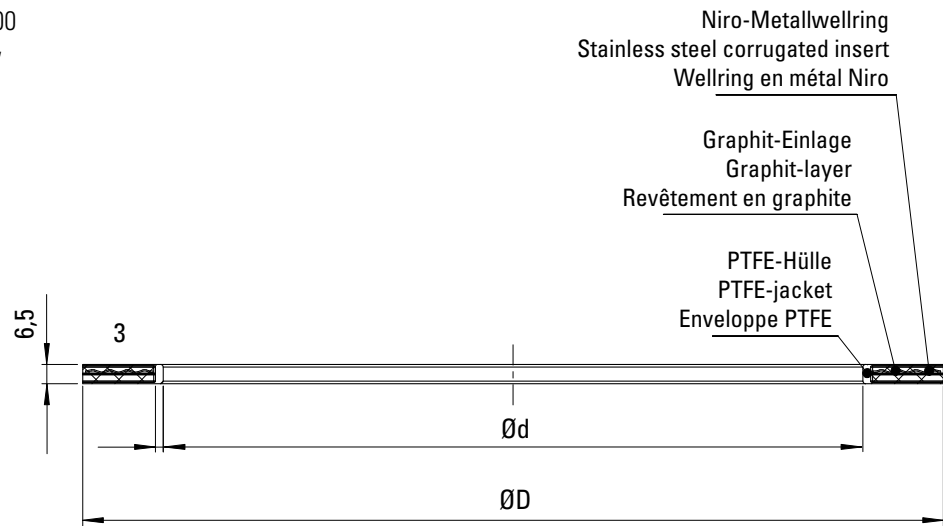 00
Niro-Metallwellring
Stainless steel corrugated insert
Wellring en métal Niro
Graphit-Einlage
Graphit-layer
Revêtement en graphite
PTFE-Hülle
PTFE-jacket
Enveloppe PTFE
6,5
3
Ød
ØD